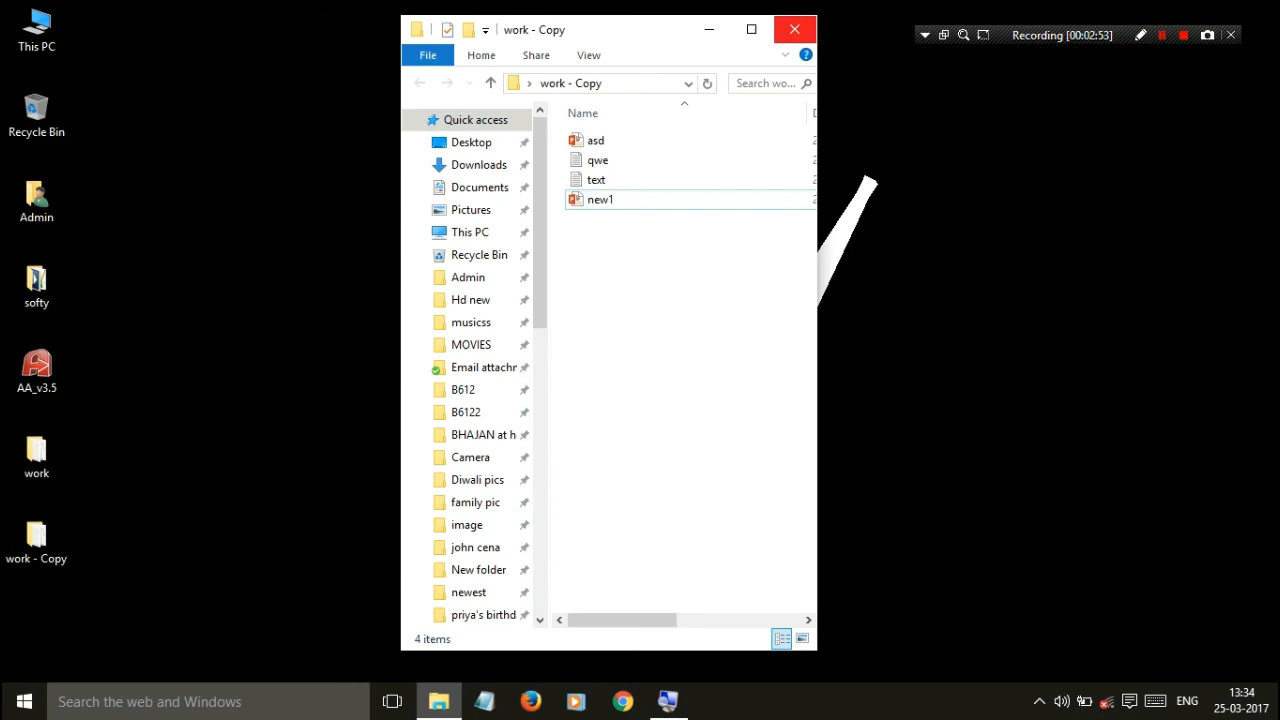 This PC
Recycle Bin
Admin
softy
AA_v3.5
work
work - Copy
work - Copy
File
Home
Share
View
work - Copy
Search wo...
Quick access
Desktop
Downloads
Documents
Pictures
This PC
Recycle Bin
Admin
Hd new
musicss
MOVIES
Email attachr
B612
B6122
BHAJAN at h
Camera
Diwali pics
family pic
image
john cena
New folder
newest
priya's birthd
Name
asd
qwe
text
new1
4 items
Recording [00:02:53]
Search the web and Windows
ENG
13:34
25-03-2017